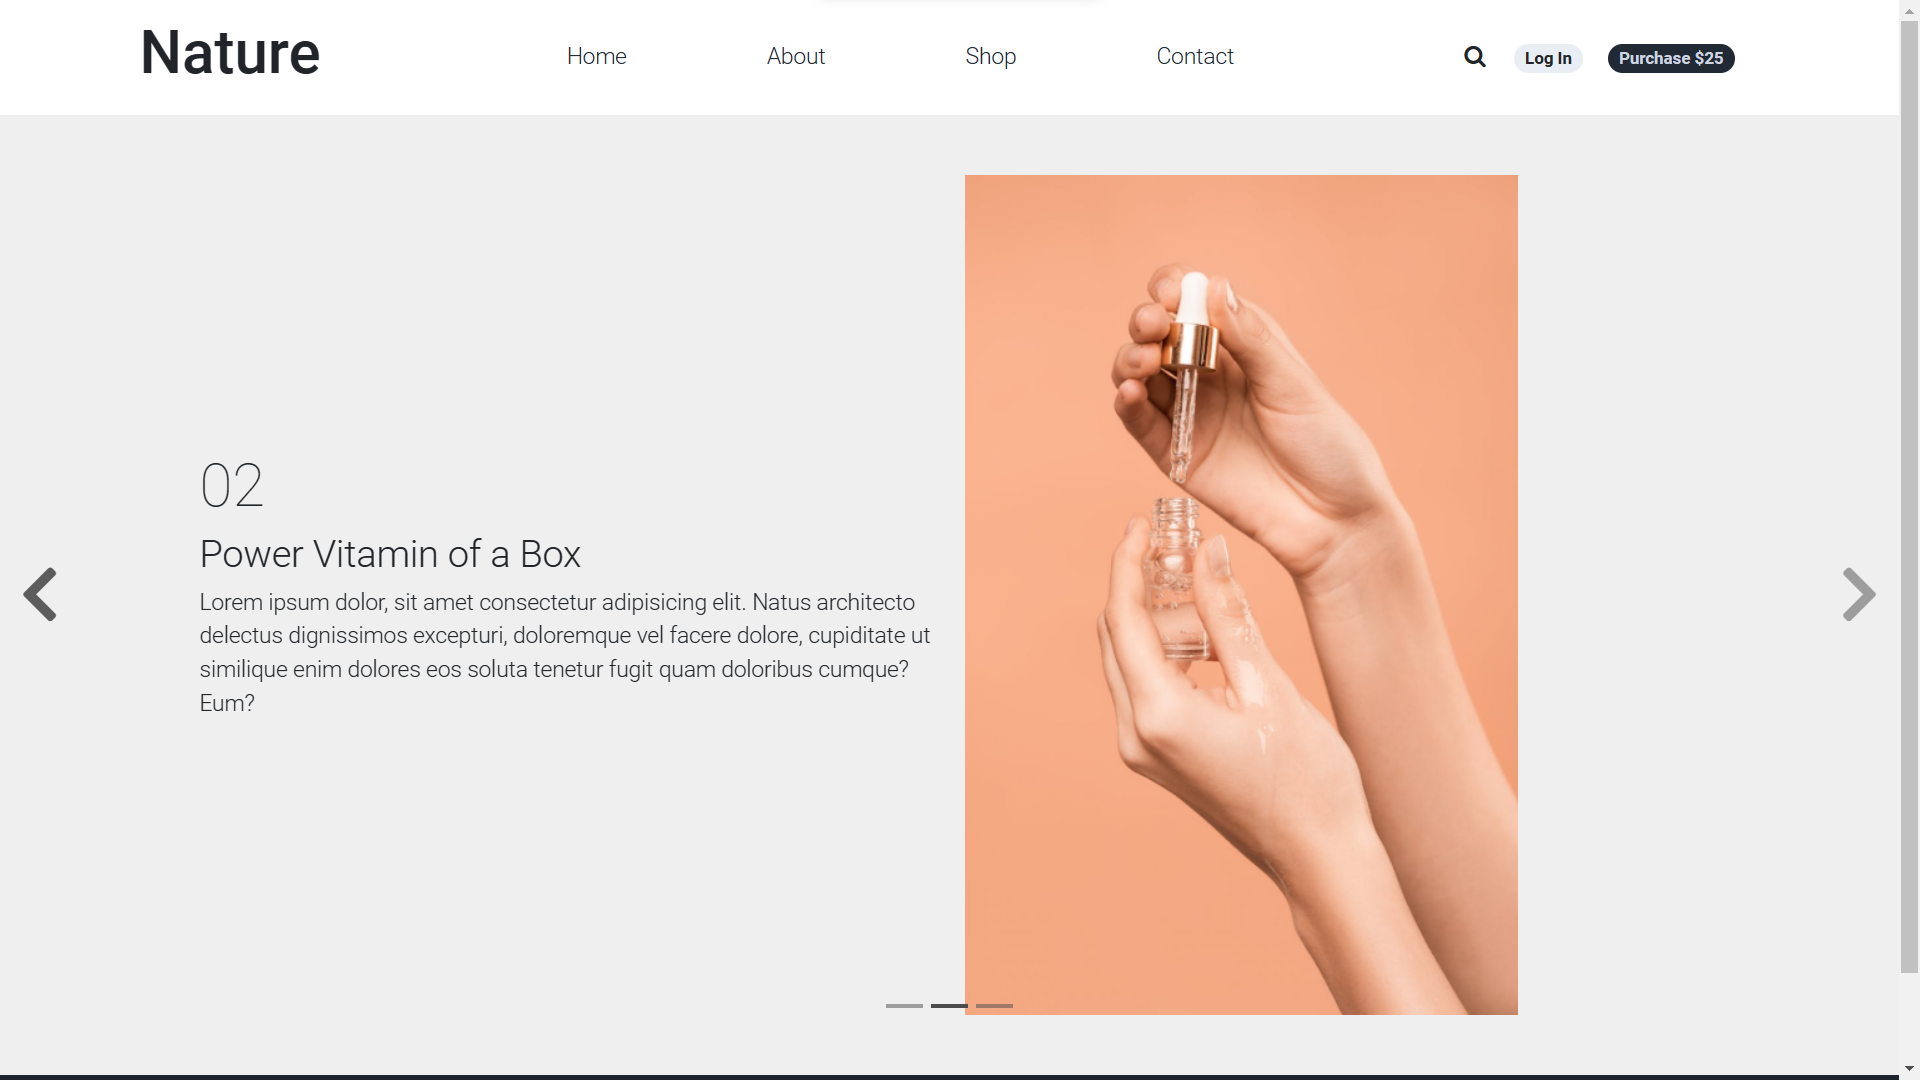 Nature
Home
About
Shop
Contact
Log In
Purchase $25
02
Power Vitamin of a Box
Lorem ipsum dolor, sit amet consectetur adipisicing elit. Natus architecto
delectus dignissimos excepturi, doloremque vel facere dolore, cupiditate ut
similique enim dolores eos soluta tenetur fugit quam doloribus cumque?
Eum?